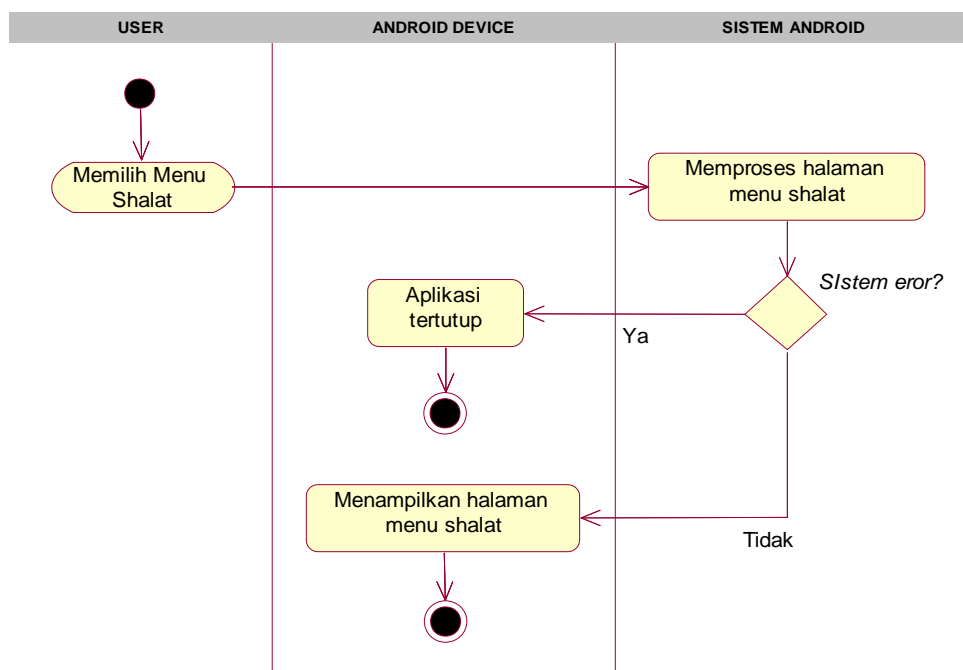 USER
ANDROID DEVICE
SISTEM ANDROID
Memilih Menu
Shalat
Memproses halaman
menu shalat
SIstem eror?
Aplikasi
tertutup
Ya
Menampilkan halaman
menu shalat
Tidak